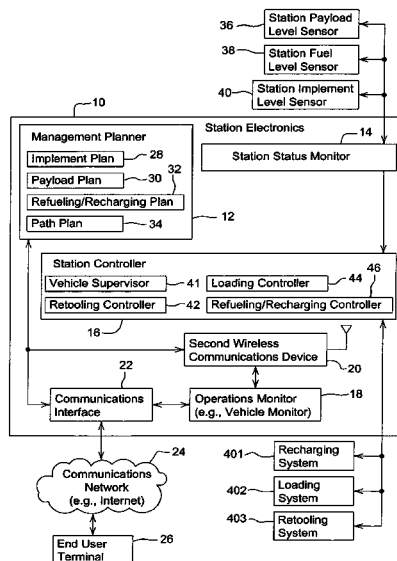 36
Station Payload
Level Sensor
38
Station Fuel
Level Sensor
40
Station Implement
Level Sensor
10
Station Electronics
14
Station Status Monitor
Management Planner
Implement Plan
28
Payload Plan
30
32
Refueling/Recharging Plan
Path Plan
34
12
Station Controller
Vehicle Supervisor
41
Loading Controller
44
46
Retooling Controller
42
Refueling/Recharge Controller
16
Second Wireless
Communications Device
20
22
Communications
Interface
Operations Monitor
(e.g., Vehicle Monitor)
18
24
Communications
Network
(e.g., Internet)
End User
Terminal
26
401
Recharging
System
402
Loading
System
403
Retooling
System